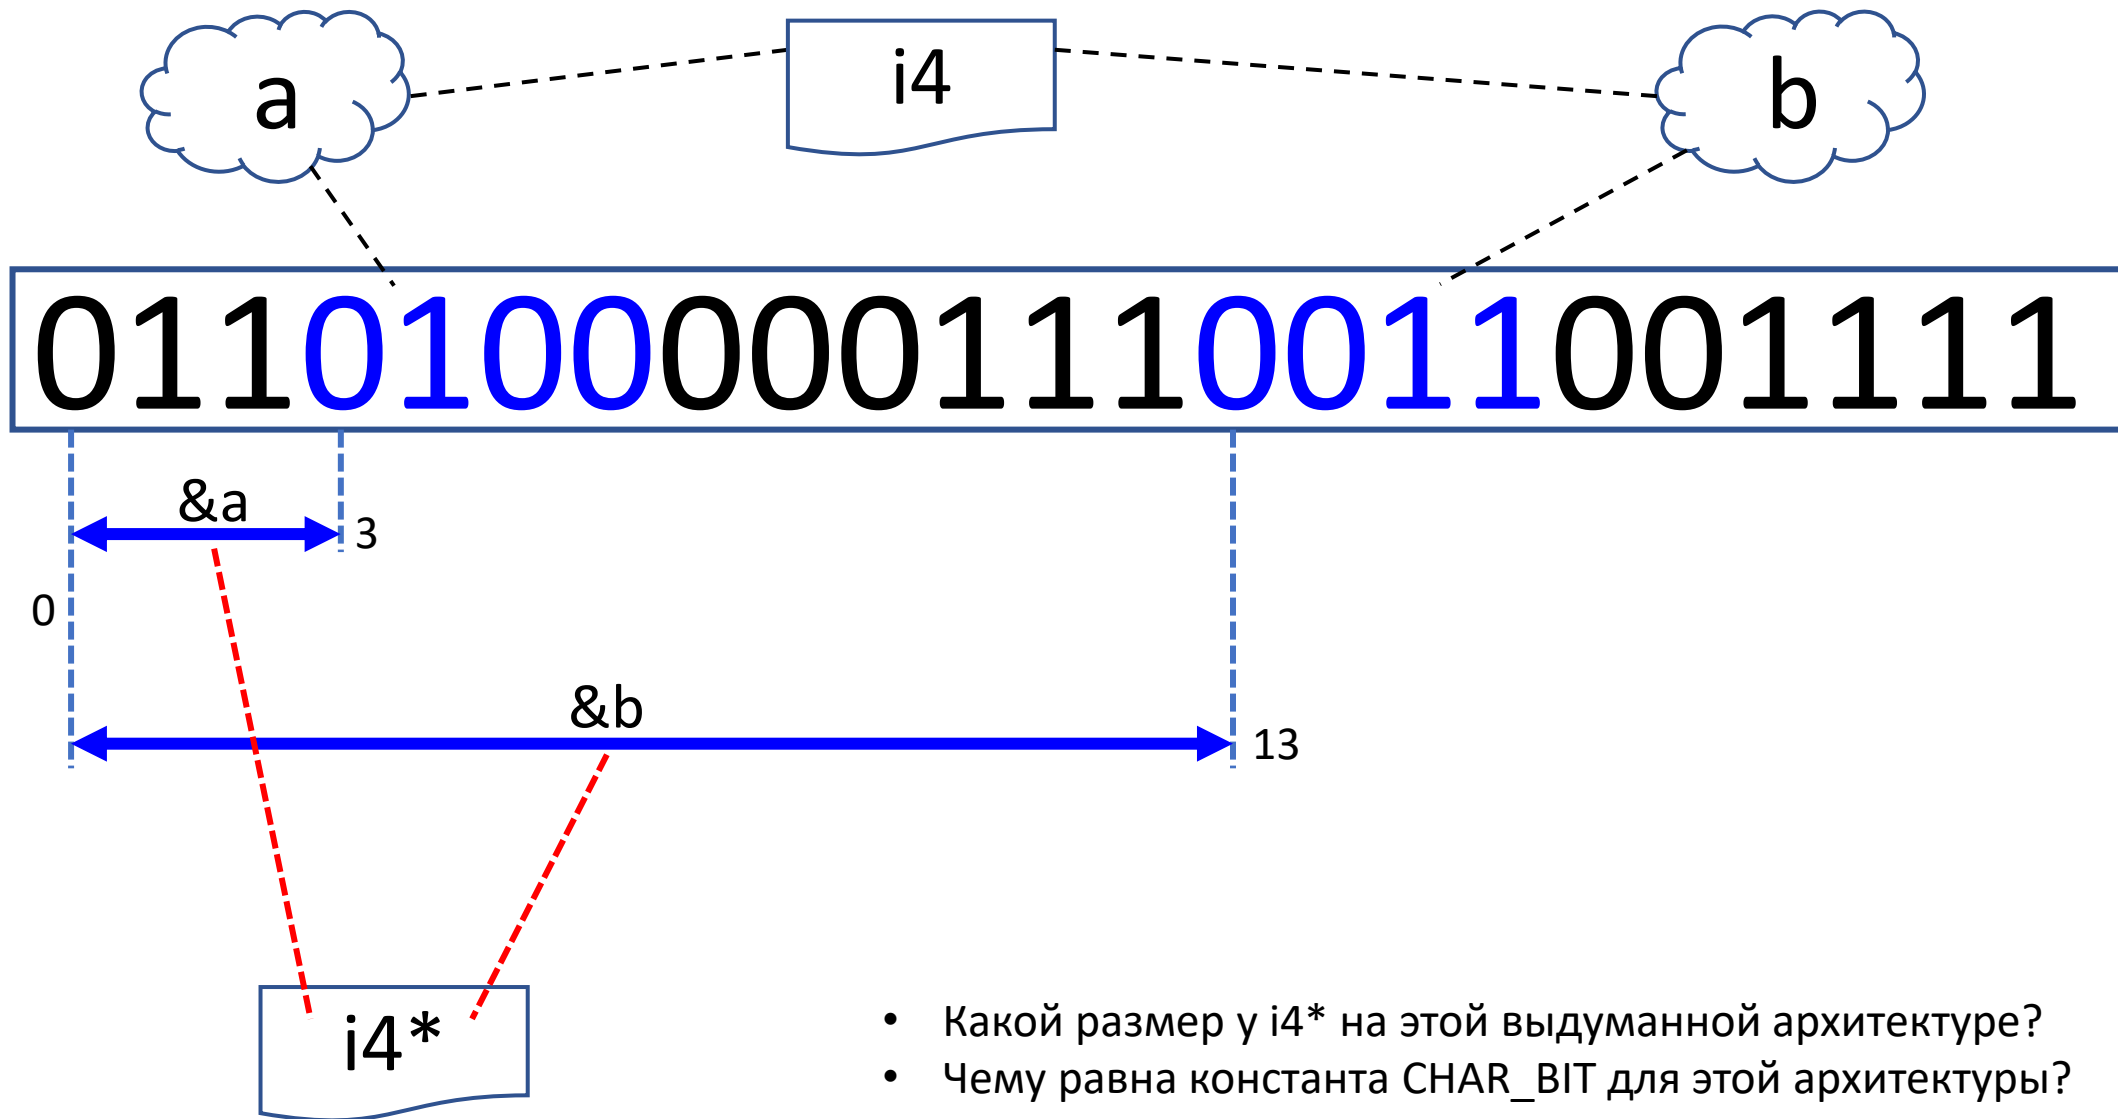 a
i4
b
01101000000111001100 1111
&a
3
0
&b
13
i4*
• Какой размер у i4* на этой выдуманной архитектуре?
• Чему равна константа CHAR_BIT для этой архитектуры?